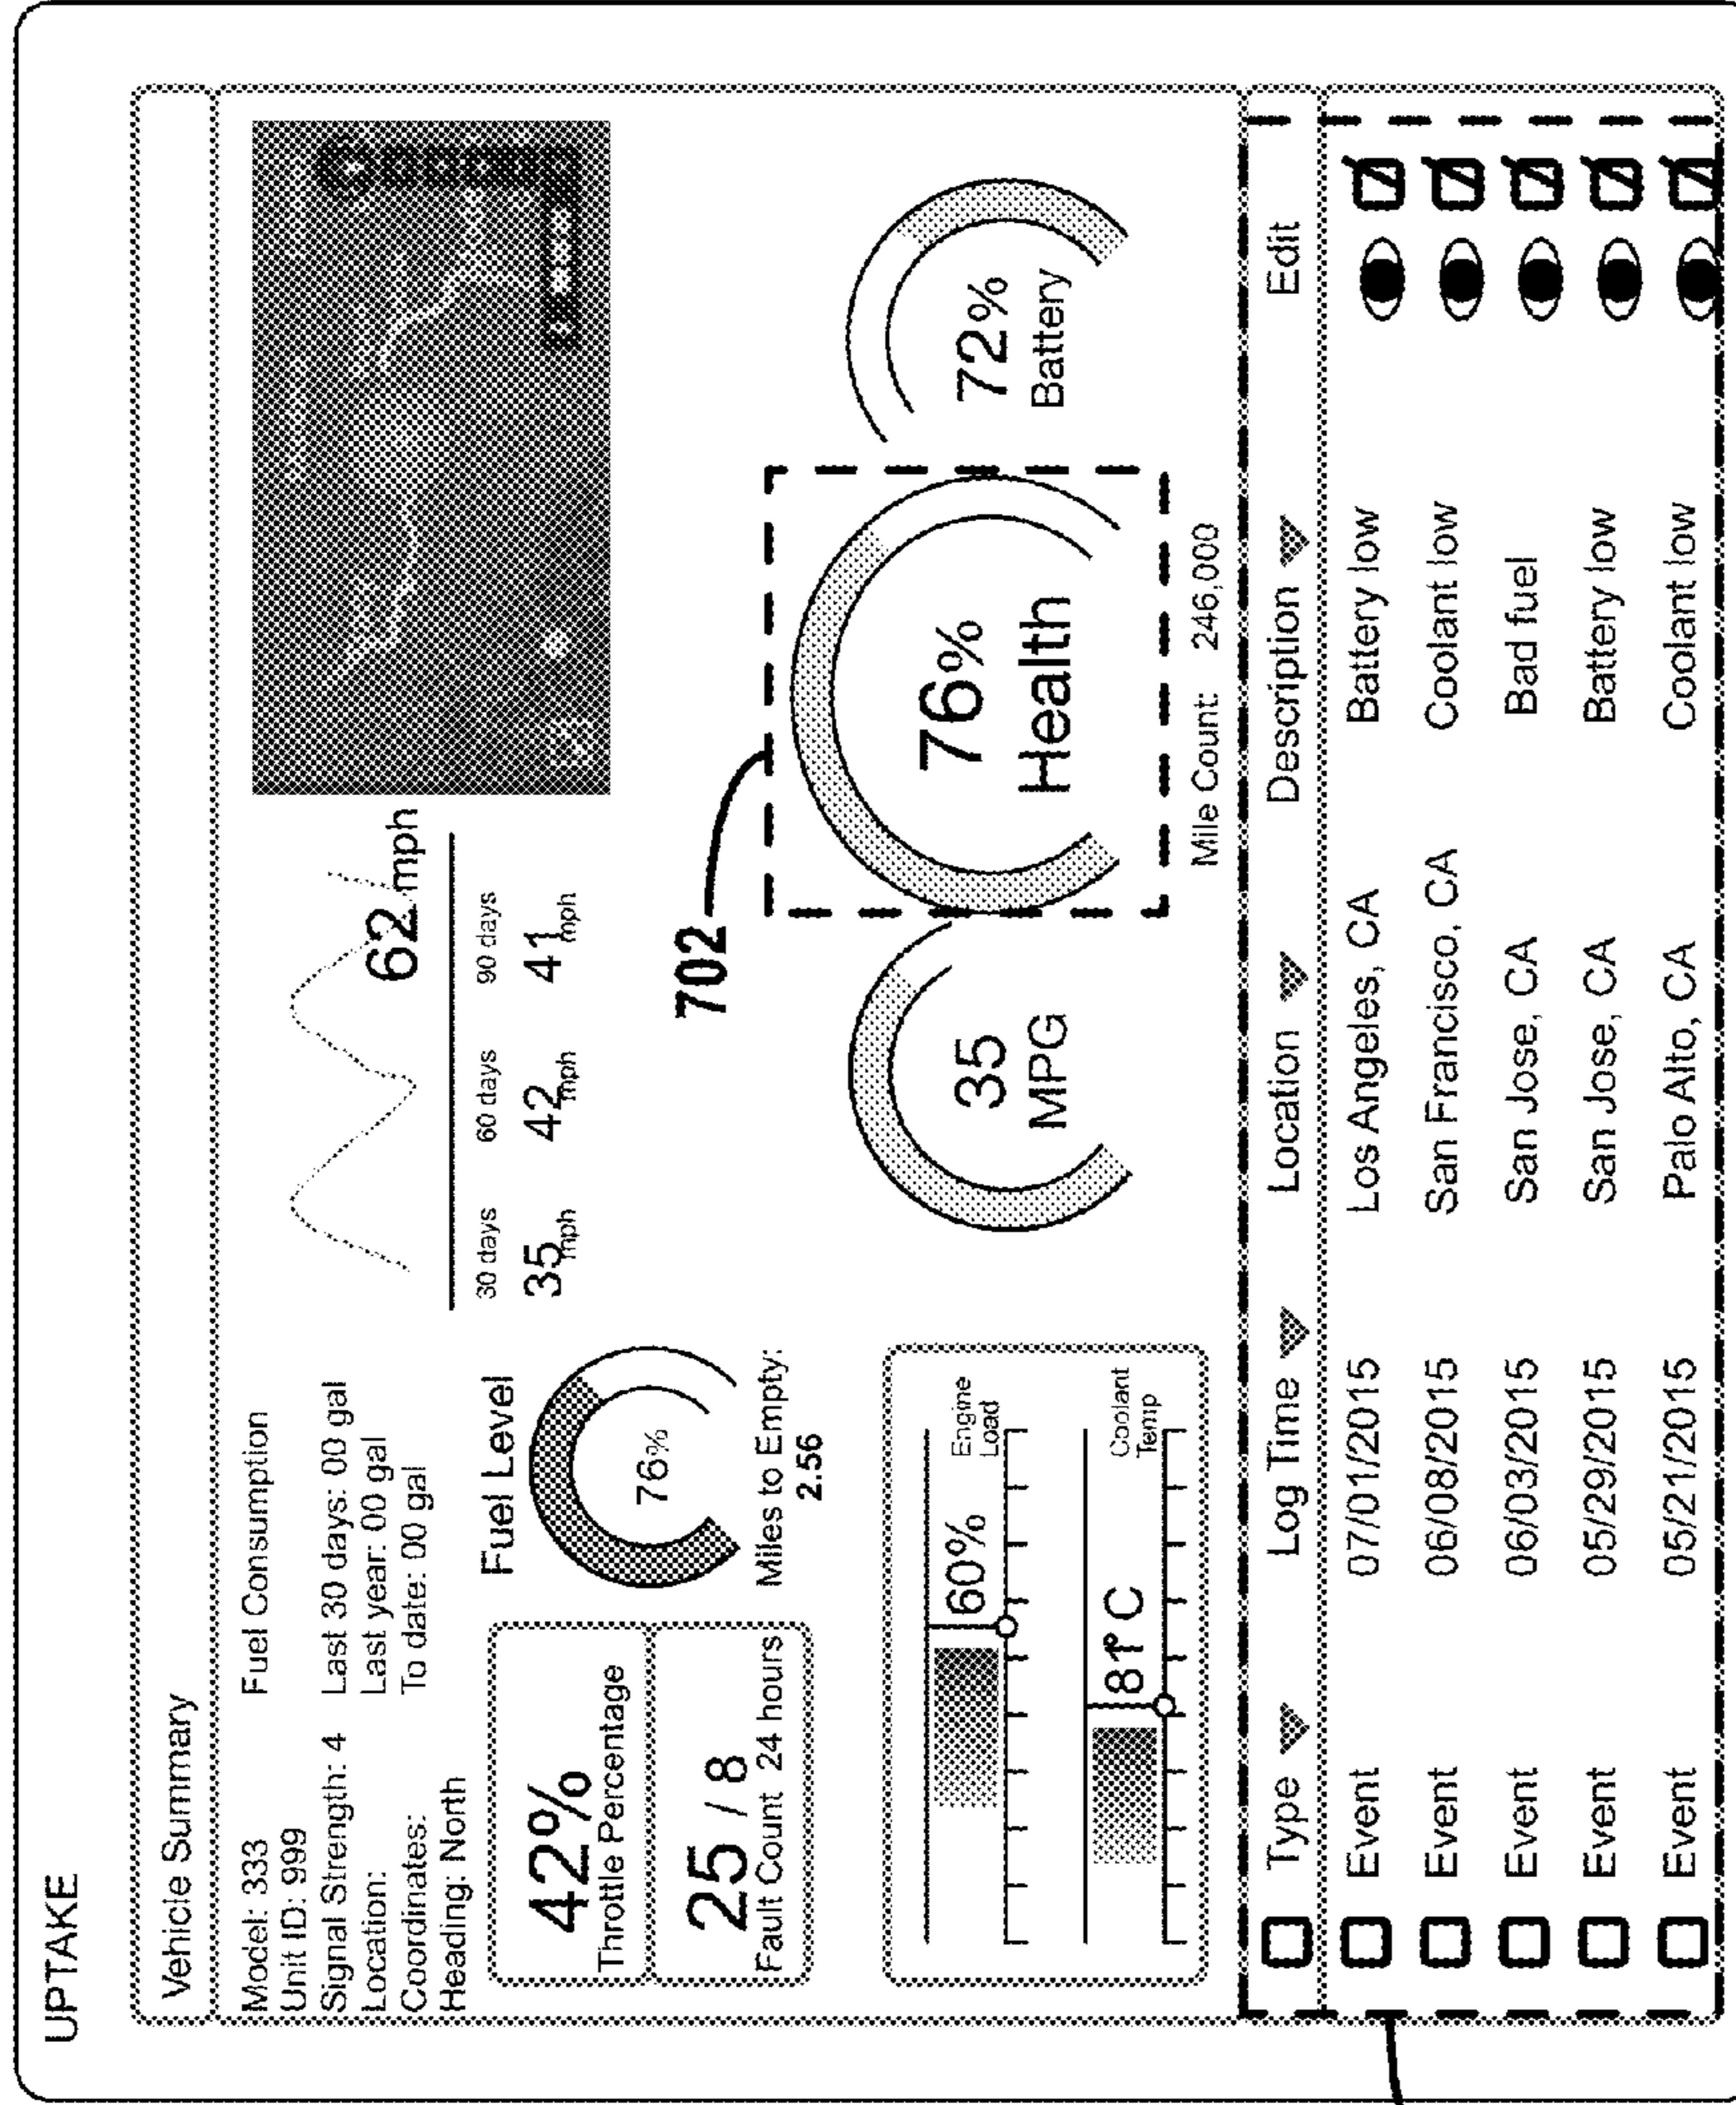 UPTAKE
Vehicle Summary
Model: 333
Unit ID: 999
Signal Strength: 4
Location:
Coordinates:
Heading: North
Fuel Consumption
Last 30 days: 00 gal
Last year: 00 gal
To date: 00 gal
62 mph
30 days 60 days 90 days
35 mph 42 mph 41 mph
42%
Throttle Percentage
25 / 8
Fault Count 24 hours
Fuel Level
76%
Miles to Empty:
2.56
702
60%
Engine
Load
81°C
Coolant
Temp
35
MPG
76%
Health
72%
Battery
Mile Count: 246,000
Type Log Time Location Description Edit
Event 07/01/2015 Los Angeles, CA Battery low
Event 06/08/2015 San Francisco, CA Coolant low
Event 06/03/2015 San Jose, CA Bad fuel
Event 05/29/2015 San Jose, CA Battery low
Event 05/21/2015 Palo Alto, CA Coolant low